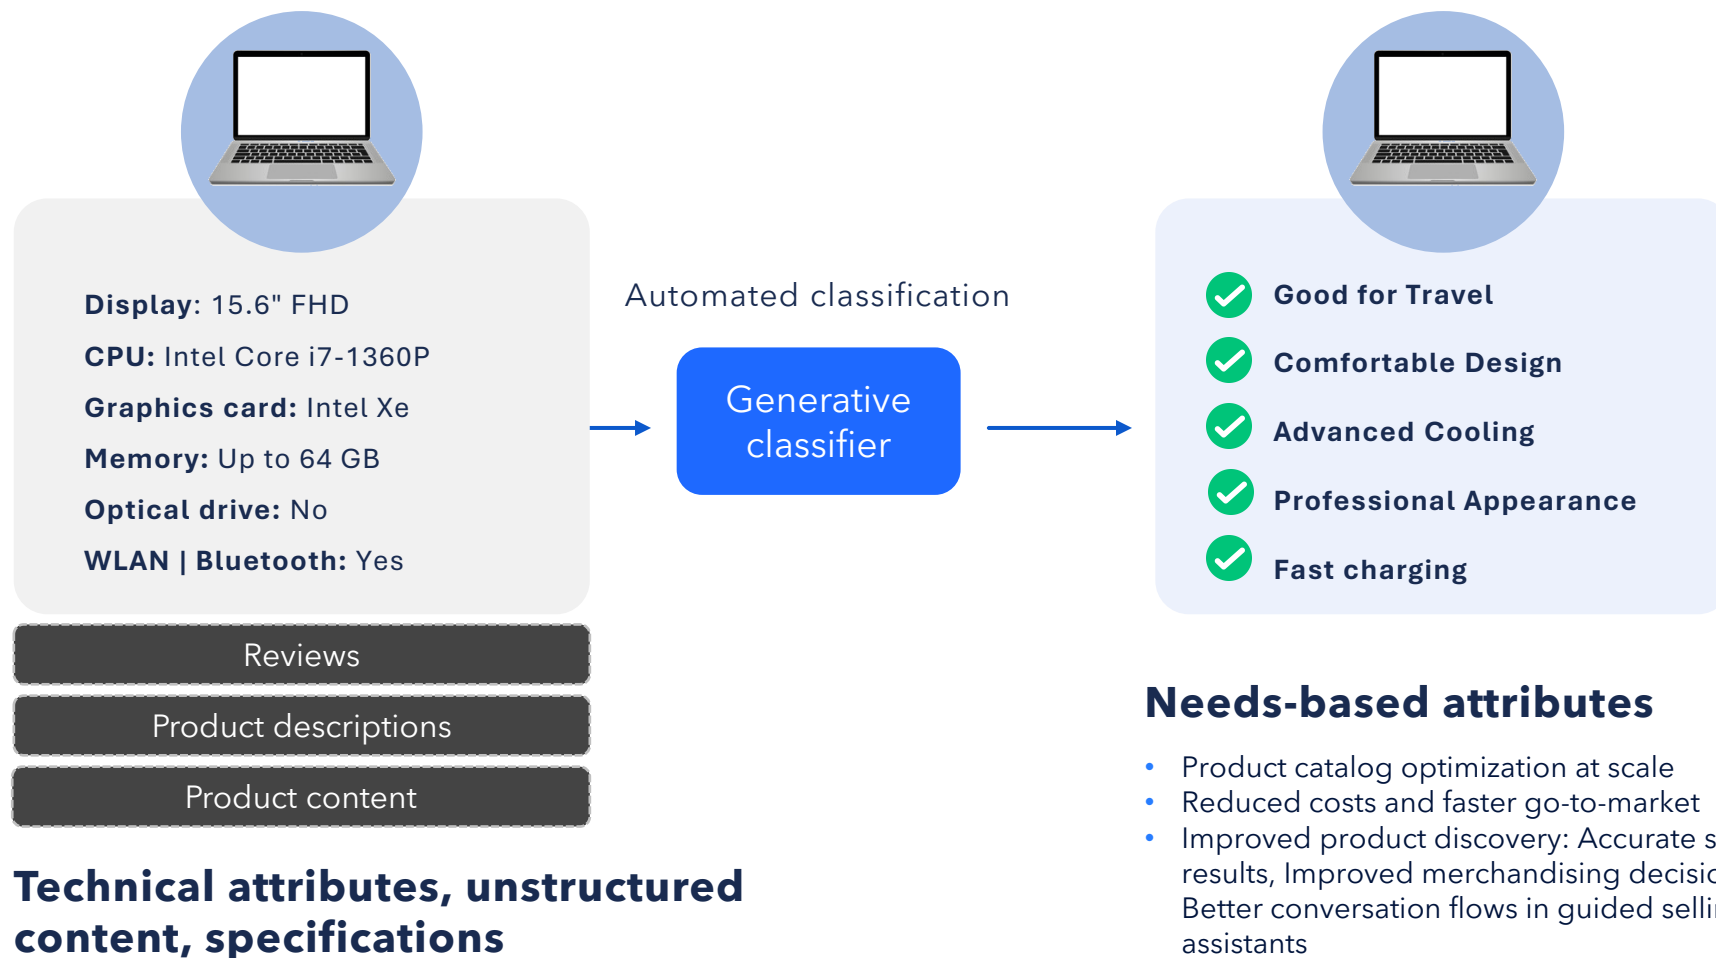 Display: 15.6" FHD
CPU: Intel Core i7-1360P
Graphics card: Intel Xe
Memory: Up to 64 GB
Optical drive: No
WLAN | Bluetooth: Yes
Reviews
Product descriptions
Product content
Technical attributes, unstructured
content, specifications
Automated classification
Generative
classifier
Good for Travel
Comfortable Design
Advanced Cooling
Professional Appearance
Fast charging
Needs-based attributes
• Product catalog optimization at scale
• Reduced costs and faster go-to-market
• Improved product discovery: Accurate
results, Improved merchandising
Better conversation flows in guided
assistants